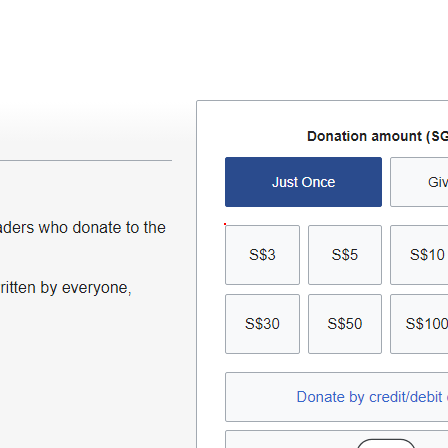 Donation amount (SG
Just Once
Giv
aders who donate to the
S$3
S$5
S$10
ritten by everyone,
S$30
S$50
S$100
Donate by credit/debit